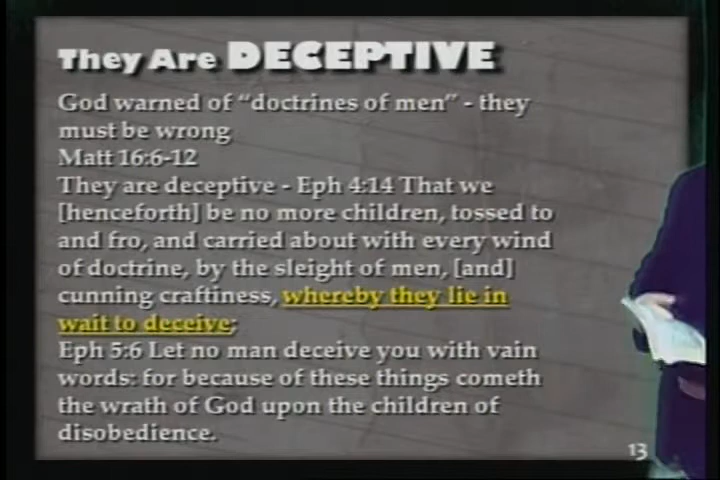 They Are DECEPTIVE
God warned of "doctrines of men" - they
must be wrong
Matt 16:6-12
They are deceptive - Eph 4:14 That we
[henceforth] be no more children, tossed to
and fro, and carried about with every wind
of doctrine, by the sleight of men, [and]
cunning craftiness, whereby they lie in
wait to deceive;
Eph 5:6 Let no man deceive you with vain
words: for because of these things cometh
the wrath of God upon the children of
disobedience.
13